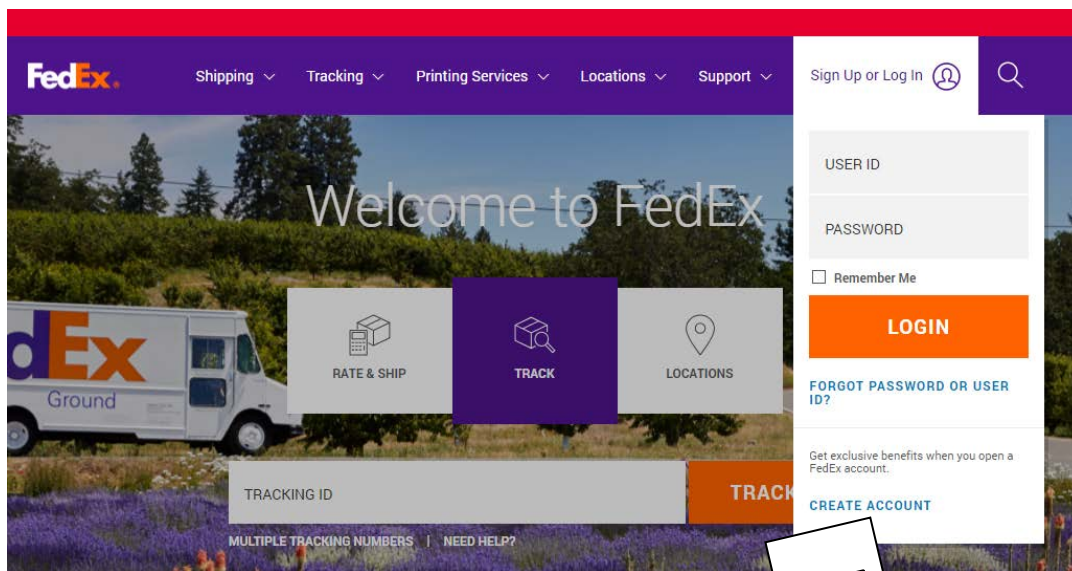 FedEx.
Shipping
Tracking
Printing Services
Locations
Support
Sign Up or Log In
USER ID
PASSWORD
Remember Me
LOGIN
FORGOT PASSWORD OR USER
ID?
Get exclusive benefits when you open a
FedEx account.
CREATE ACCOUNT
Welcome to FedEx
RATE & SHIP
TRACK
LOCATIONS
dEx
Ground
TRACKING ID
TRACK
MULTIPLE TRACKING NUMBERS | NEED HELP?